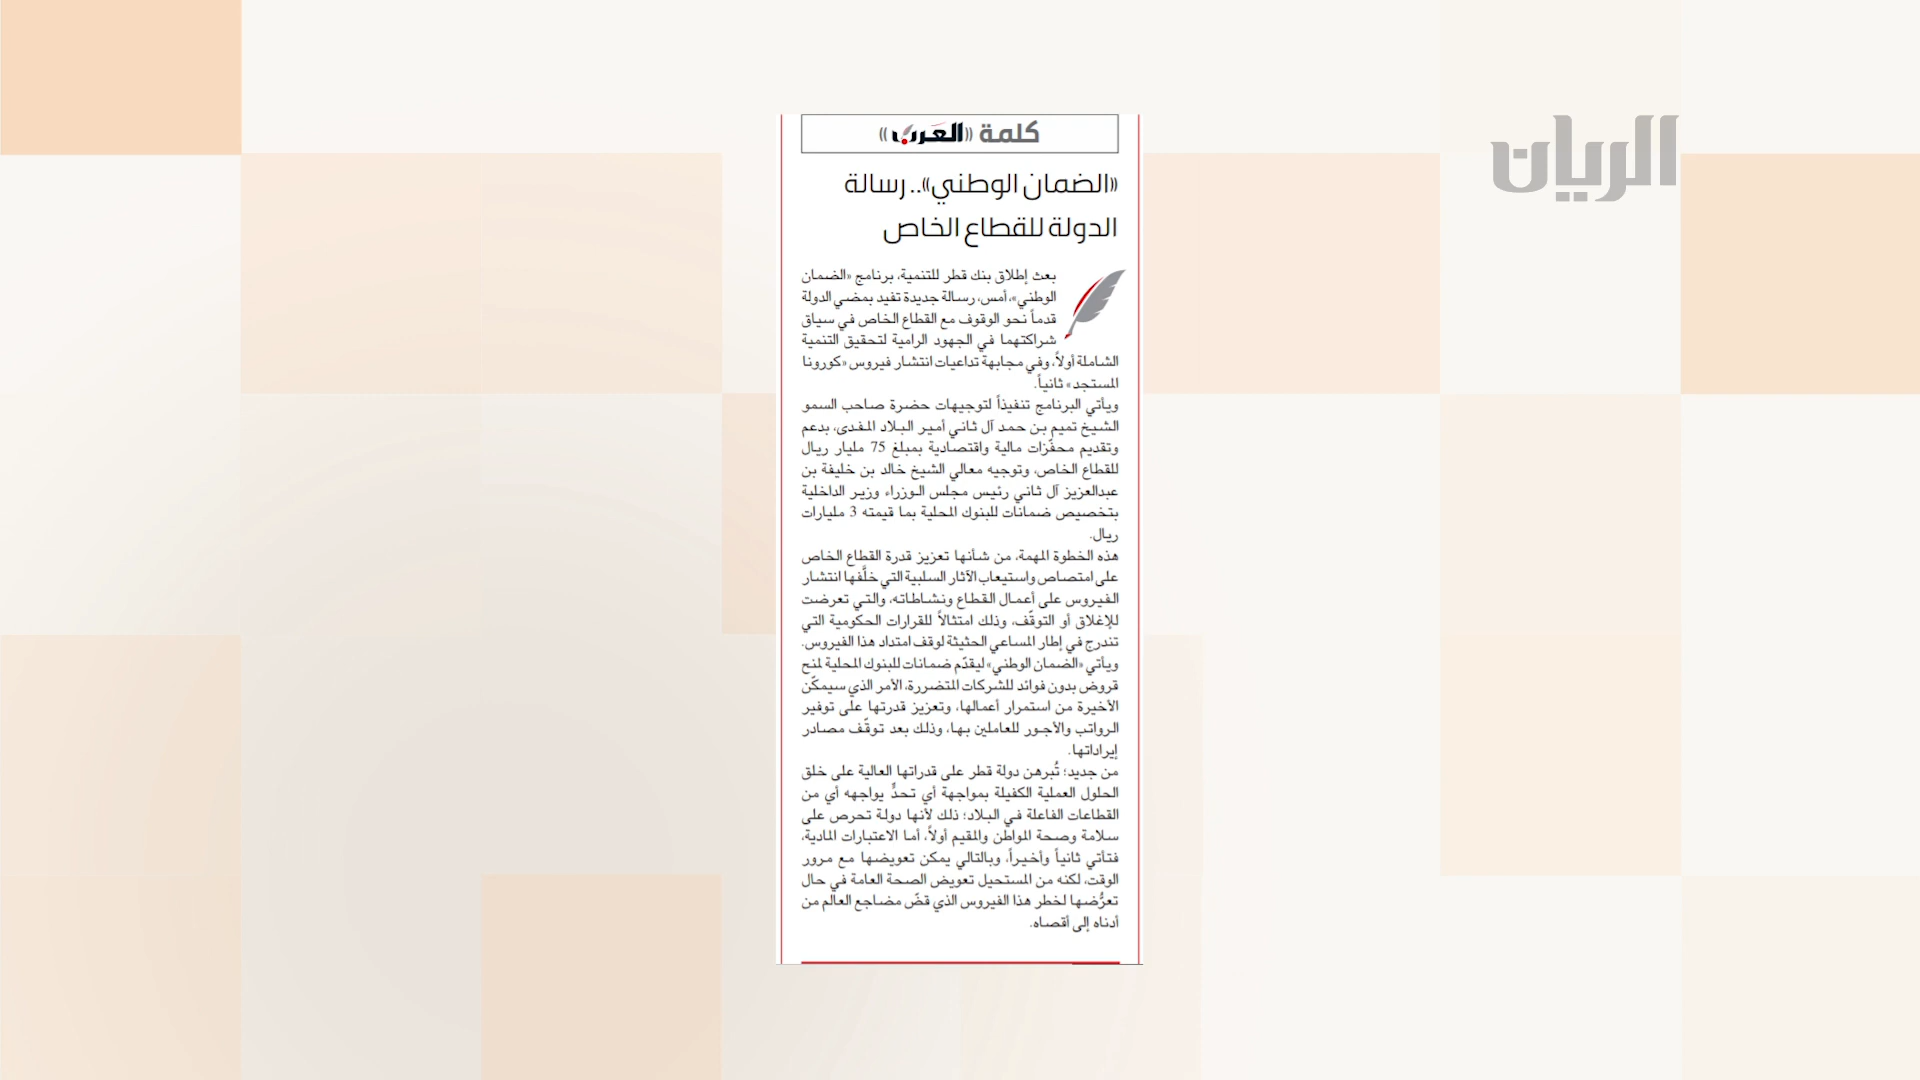 الريان
كلمة «العرب»
«الضمان الوطني».. رسالة
الدولة للقطاع الخاص
بعث إطلاق بنك قطر للتنمية، برنامج «الضمان
الوطني»، أمس، رسالة جديدة تفيد بمضي الدولة
قدماً نحو الوقوف مع القطاع الخاص في سياق
شراكتهما في الجهود الرامية لتحقيق التنمية
الشاملة أولاً، وفي مجابهة تداعيات انتشار فيروس «كورونا
المستجد» ثانياً.
ويأتي البرنامج تنفيذاً لتوجيهات حضرة صاحب السمو
الشيخ تميم بن حمد آل ثاني أمير البلاد المفدى، بدعم
وتقديم محفّزات مالية واقتصادية بمبلغ 75 مليار ريال
للقطاع الخاص، وتوجيه معالي الشيخ خالد بن خليفة بن
عبدالعزيز آل ثاني رئيس مجلس الوزراء وزير الداخلية
بتخصيص ضمانات للبنوك المحلية بما قيمته 3 مليارات
ريال.
هذه الخطوة المهمة، من شأنها تعزيز قدرة القطاع الخاص
على امتصاص واستيعاب الآثار السلبية التي خلَّفها انتشار
الفيروس على أعمال القطاع ونشاطاته، والتي تعرضت
للإغلاق أو التوقّف، وذلك امتثالاً للقرارات الحكومية التي
تندرج في إطار المساعي الحثيثة لوقف امتداد هذا الفيروس.
ويأتي «الضمان الوطني» ليقدّم ضمانات للبنوك المحلية لمنح
قروض بدون فوائد للشركات المتضررة، الأمر الذي سيمكّن
الأخيرة من استمرار أعمالها، وتعزيز قدرتها على توفير
الرواتب والأجور للعاملين بها، وذلك بعد توقّف مصادر
إيراداتها.
من جديد؛ تُبرهن دولة قطر على قدراتها العالية على خلق
الحلول العملية الكفيلة بمواجهة أي تحدٍّ يواجهه أي من
القطاعات الفاعلة في البلاد؛ ذلك لأنها دولة تحرص على
سلامة وصحة المواطن والمقيم أولاً، أما الاعتبارات المادية،
فتأتي ثانياً وأخيراً، وبالتالي يمكن تعويضها مع مرور
الوقت، لكنه من المستحيل تعويض الصحة العامة في حال
تعرُّضها لخطر هذا الفيروس الذي قضّ مضاجع العالم من
أدناه إلى أقصاه.